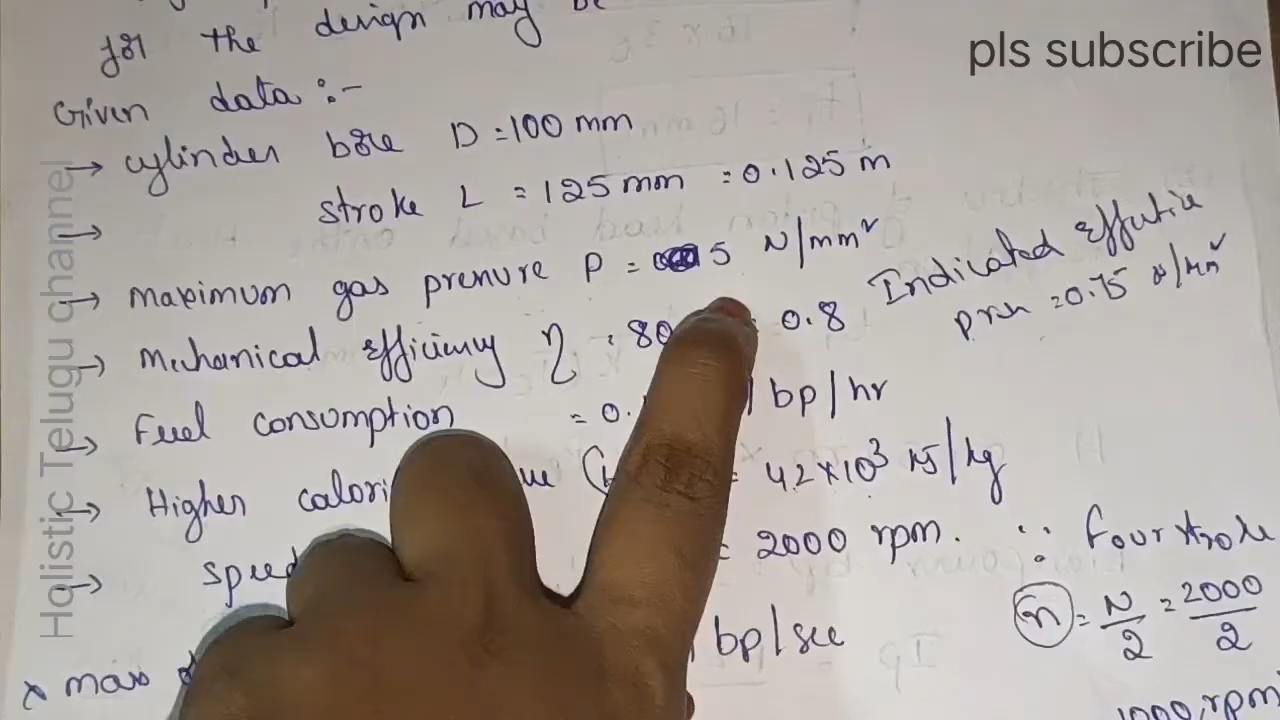 for the design may be
pls subscribe
Given data :-
→ cylinder bore D = 100 mm
→ stroke L = 125 mm = 0.125 m
→ maximum gas prenure P = 5 N/mm²
Indicated effective
pren = 0.75 N/mm²
→ Mechanical efficiency η = 80 = 0.8
→ Fuel consumption = 0. bp/hr
→ Higher calori ue ( = 42×10³ kJ/kg
→ speed = 2000 rpm. ∵ Four stroke
n = N/2 = 2000/2
x mass bp/sec
1000 rpm
Holistic Telugu channel